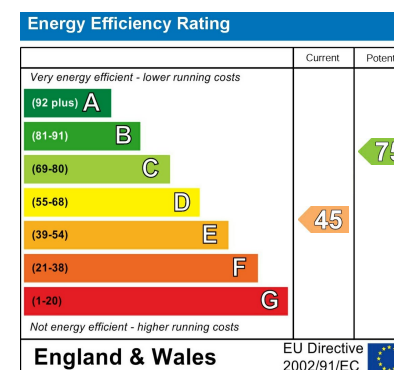 Energy Efficiency Rating
Current
Very energy efficient - lower running costs
(92 plus) A
(81-91) B
(69-80) C
75
(55-68) D
45
(39-54) E
(21-38) F
(1-20) G
Not energy efficient - higher running costs
England & Wales
EU Directive
2002/91/EC